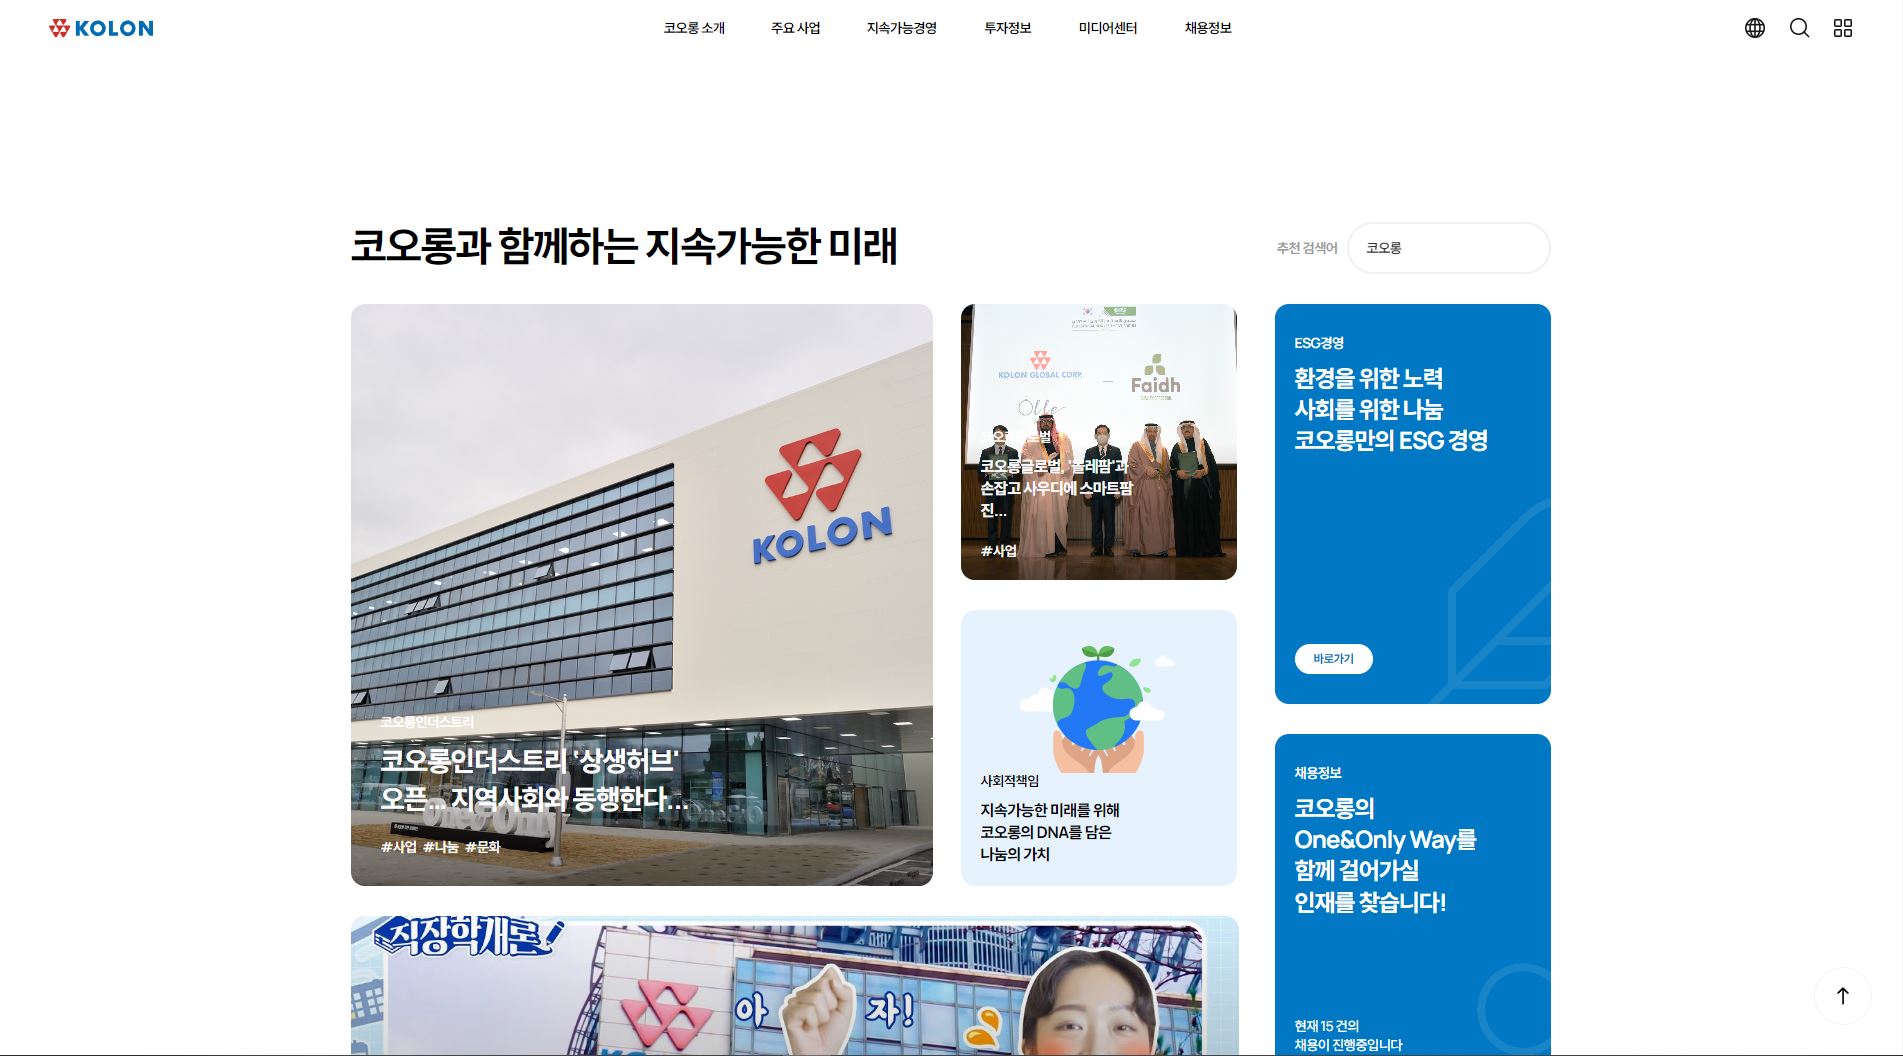 KOLON
코오롱 소개
주요 사업
지속가능경영
투자정보
미디어센터
채용정보
코오롱과 함께하는 지속가능한 미래
추천 검색어
코오롱
KOLON
코오롱인더스트리
코오롱인더스트리 '상생허브'
오픈... 지역사회와 동행한다...
One&Only
#사업 #나눔 #문화
KOLON GLOBAL CORP.
Faidh
Olle
코오롱글로벌
코오롱글로벌, '올레팜'과
손잡고 사우디에 스마트팜
진...
#사업
사회적책임
지속가능한 미래를 위해
코오롱의 DNA를 담은
나눔의 가치
ESG경영
환경을 위한 노력
사회를 위한 나눔
코오롱만의 ESG 경영
바로가기
채용정보
코오롱의
One&Only Way를
함께 걸어가실
인재를 찾습니다!
현재 15 건의
채용이 진행중입니다
직장학개론
아 자!